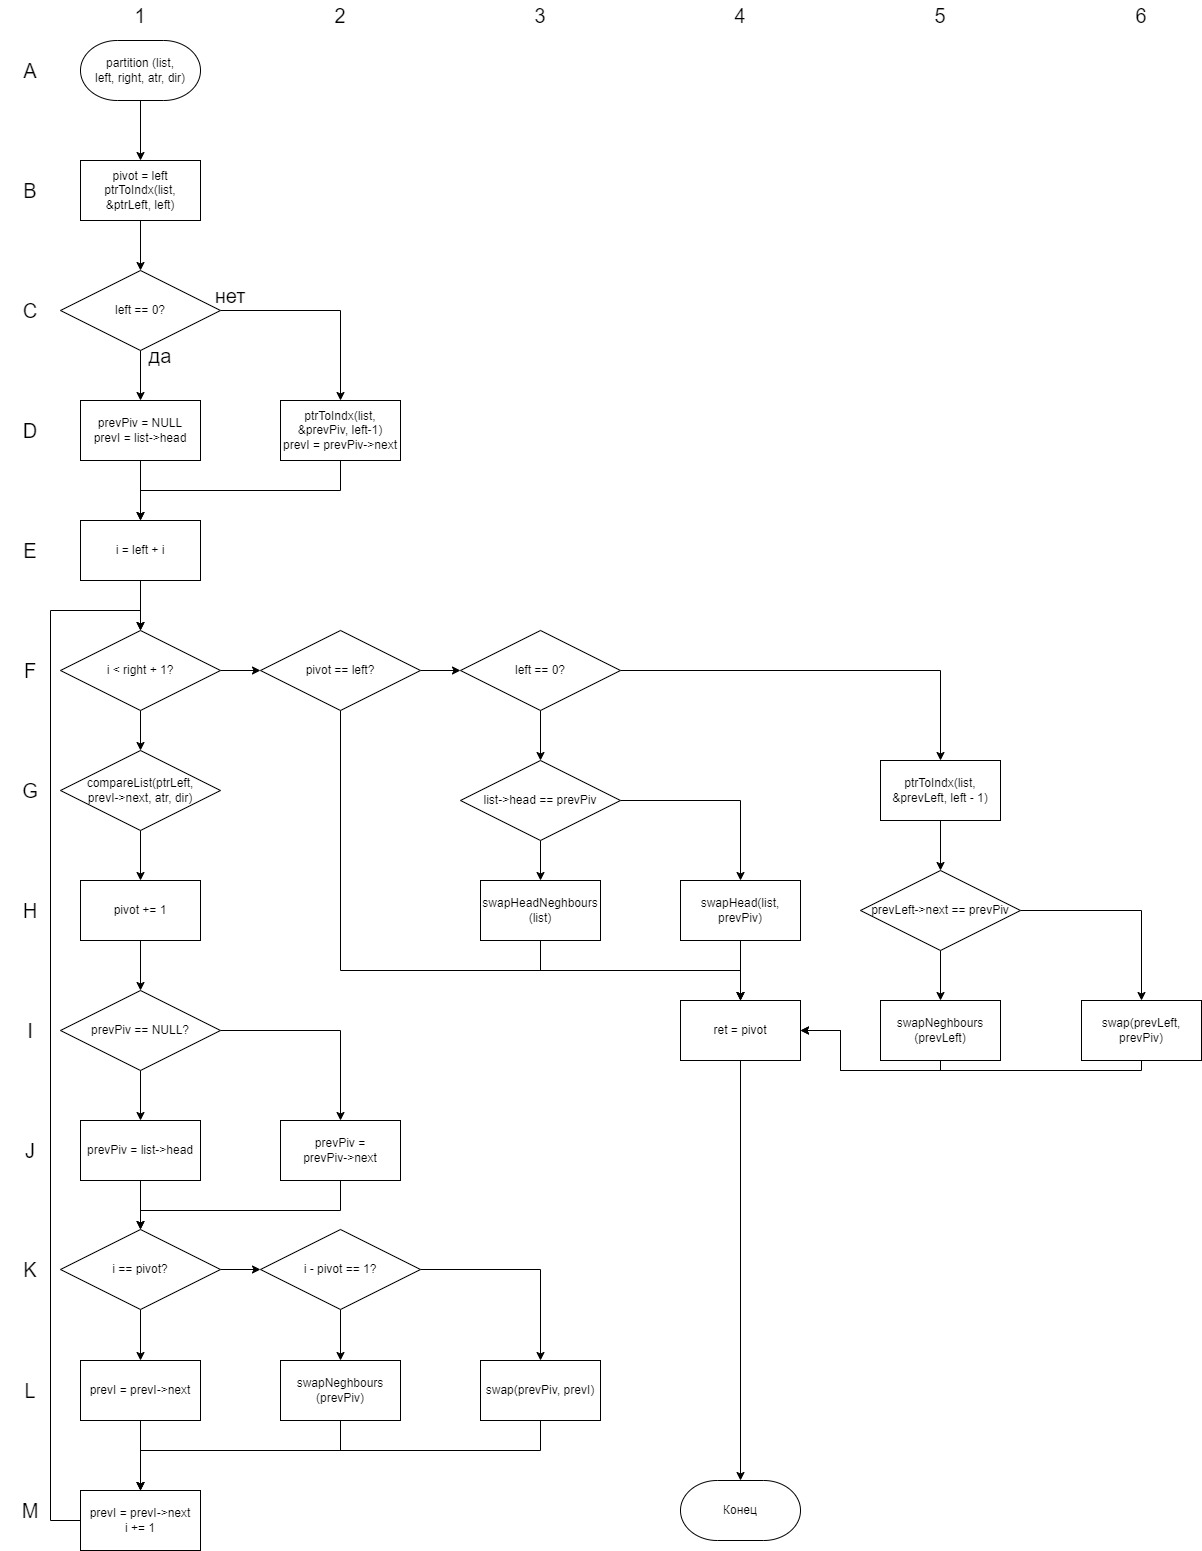 1 2 3 4 5 6
A
partition (list,
left, right, atr, dir)
B
pivot = left
ptrToIndx(list,
&ptrLeft, left)
C
left == 0?
нет
да
D
prevPiv = NULL
prevI = list->head
ptrToIndx(list,
&prevPiv, left-1)
prevI = prevPiv->next
E
i = left + i
F
i < right + 1?
pivot == left?
left == 0?
G
compareList(ptrLeft,
prevI->next, atr, dir)
list->head == prevPiv
ptrToIndx(list,
&prevLeft, left - 1)
H
pivot += 1
swapHeadNeghbours
(list)
swapHead(list,
prevPiv)
prevLeft->next == prevPiv
I
prevPiv == NULL?
ret = pivot
swapNeghbours
(prevLeft)
swap(prevLeft,
prevPiv)
J
prevPiv = list->head
prevPiv =
prevPiv->next
K
i == pivot?
i - pivot == 1?
L
prevI = prevI->next
swapNeghbours
(prevPiv)
swap(prevPiv, prevI)
M
prevI = prevI->next
i += 1
Конец